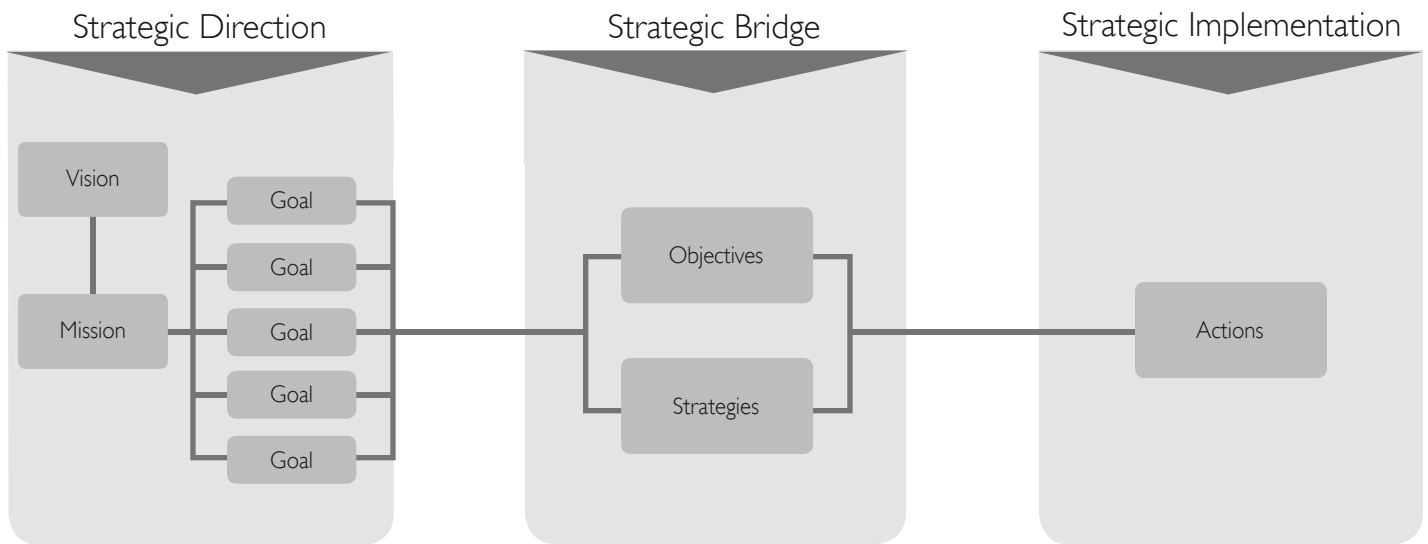 Strategic Direction
Strategic Bridge
Strategic Implementation
Vision
Mission
Goal
Goal
Goal
Goal
Goal
Objectives
Strategies
Actions